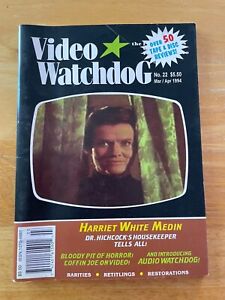 Video the
Watchdog
OVER 50
TAPE & DISC
REVIEWS!
No. 22 $5.50
Mar / Apr 1994
HARRIET WHITE MEDIN
DR. HICHCOCK'S HOUSEKEEPER
TELLS ALL!
BLOODY PIT OF HORROR!
COFFIN JOE ON VIDEO!
AND INTRODUCING
AUDIO WATCHDOG!
RARITIES • RETITLINGS • RESTORATIONS